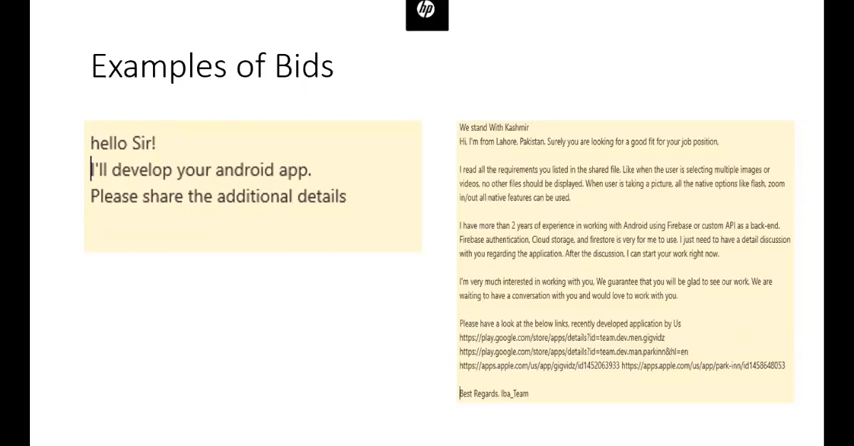 hp
Examples of Bids
hello Sir!
I'll develop your android app.
Please share the additional details
We stand With Kashmir
Hi, I'm from Lahore, Pakistan. Surely you are looking for a good fit for your job position,
I read all the requirements you listed in the shared file. Like when the user is selecting multiple images or
videos, no other files should be displayed. When user is taking a picture, all the native options like flash, zoom
in/out all native features can be used.
I have more than 2 years of experience in working with Android using Firebase or custom API as a back-end.
Firebase authentication, Cloud storage, and firestore is very for me to use. I just need to have a detail discussion
with you regarding the application. After the discussion, I can start your work right now.
I'm very much interested in working with you, We guarantee that you will be glad to see our work. We are
waiting to have a conversation with you and would love to work with you.
Please have a look at the below links, recently developed application by Us
https://play.google.com/store/apps/details?id=team.dev.men.gigvidz
https://play.google.com/store/apps/details?id=team.dev.man.parkinn&hl=en
https://apps.apple.com/us/app/gigvidz/id1452063933 https://apps.apple.com/us/app/park-inn/id1458648053
Best Regards. Iba_Team